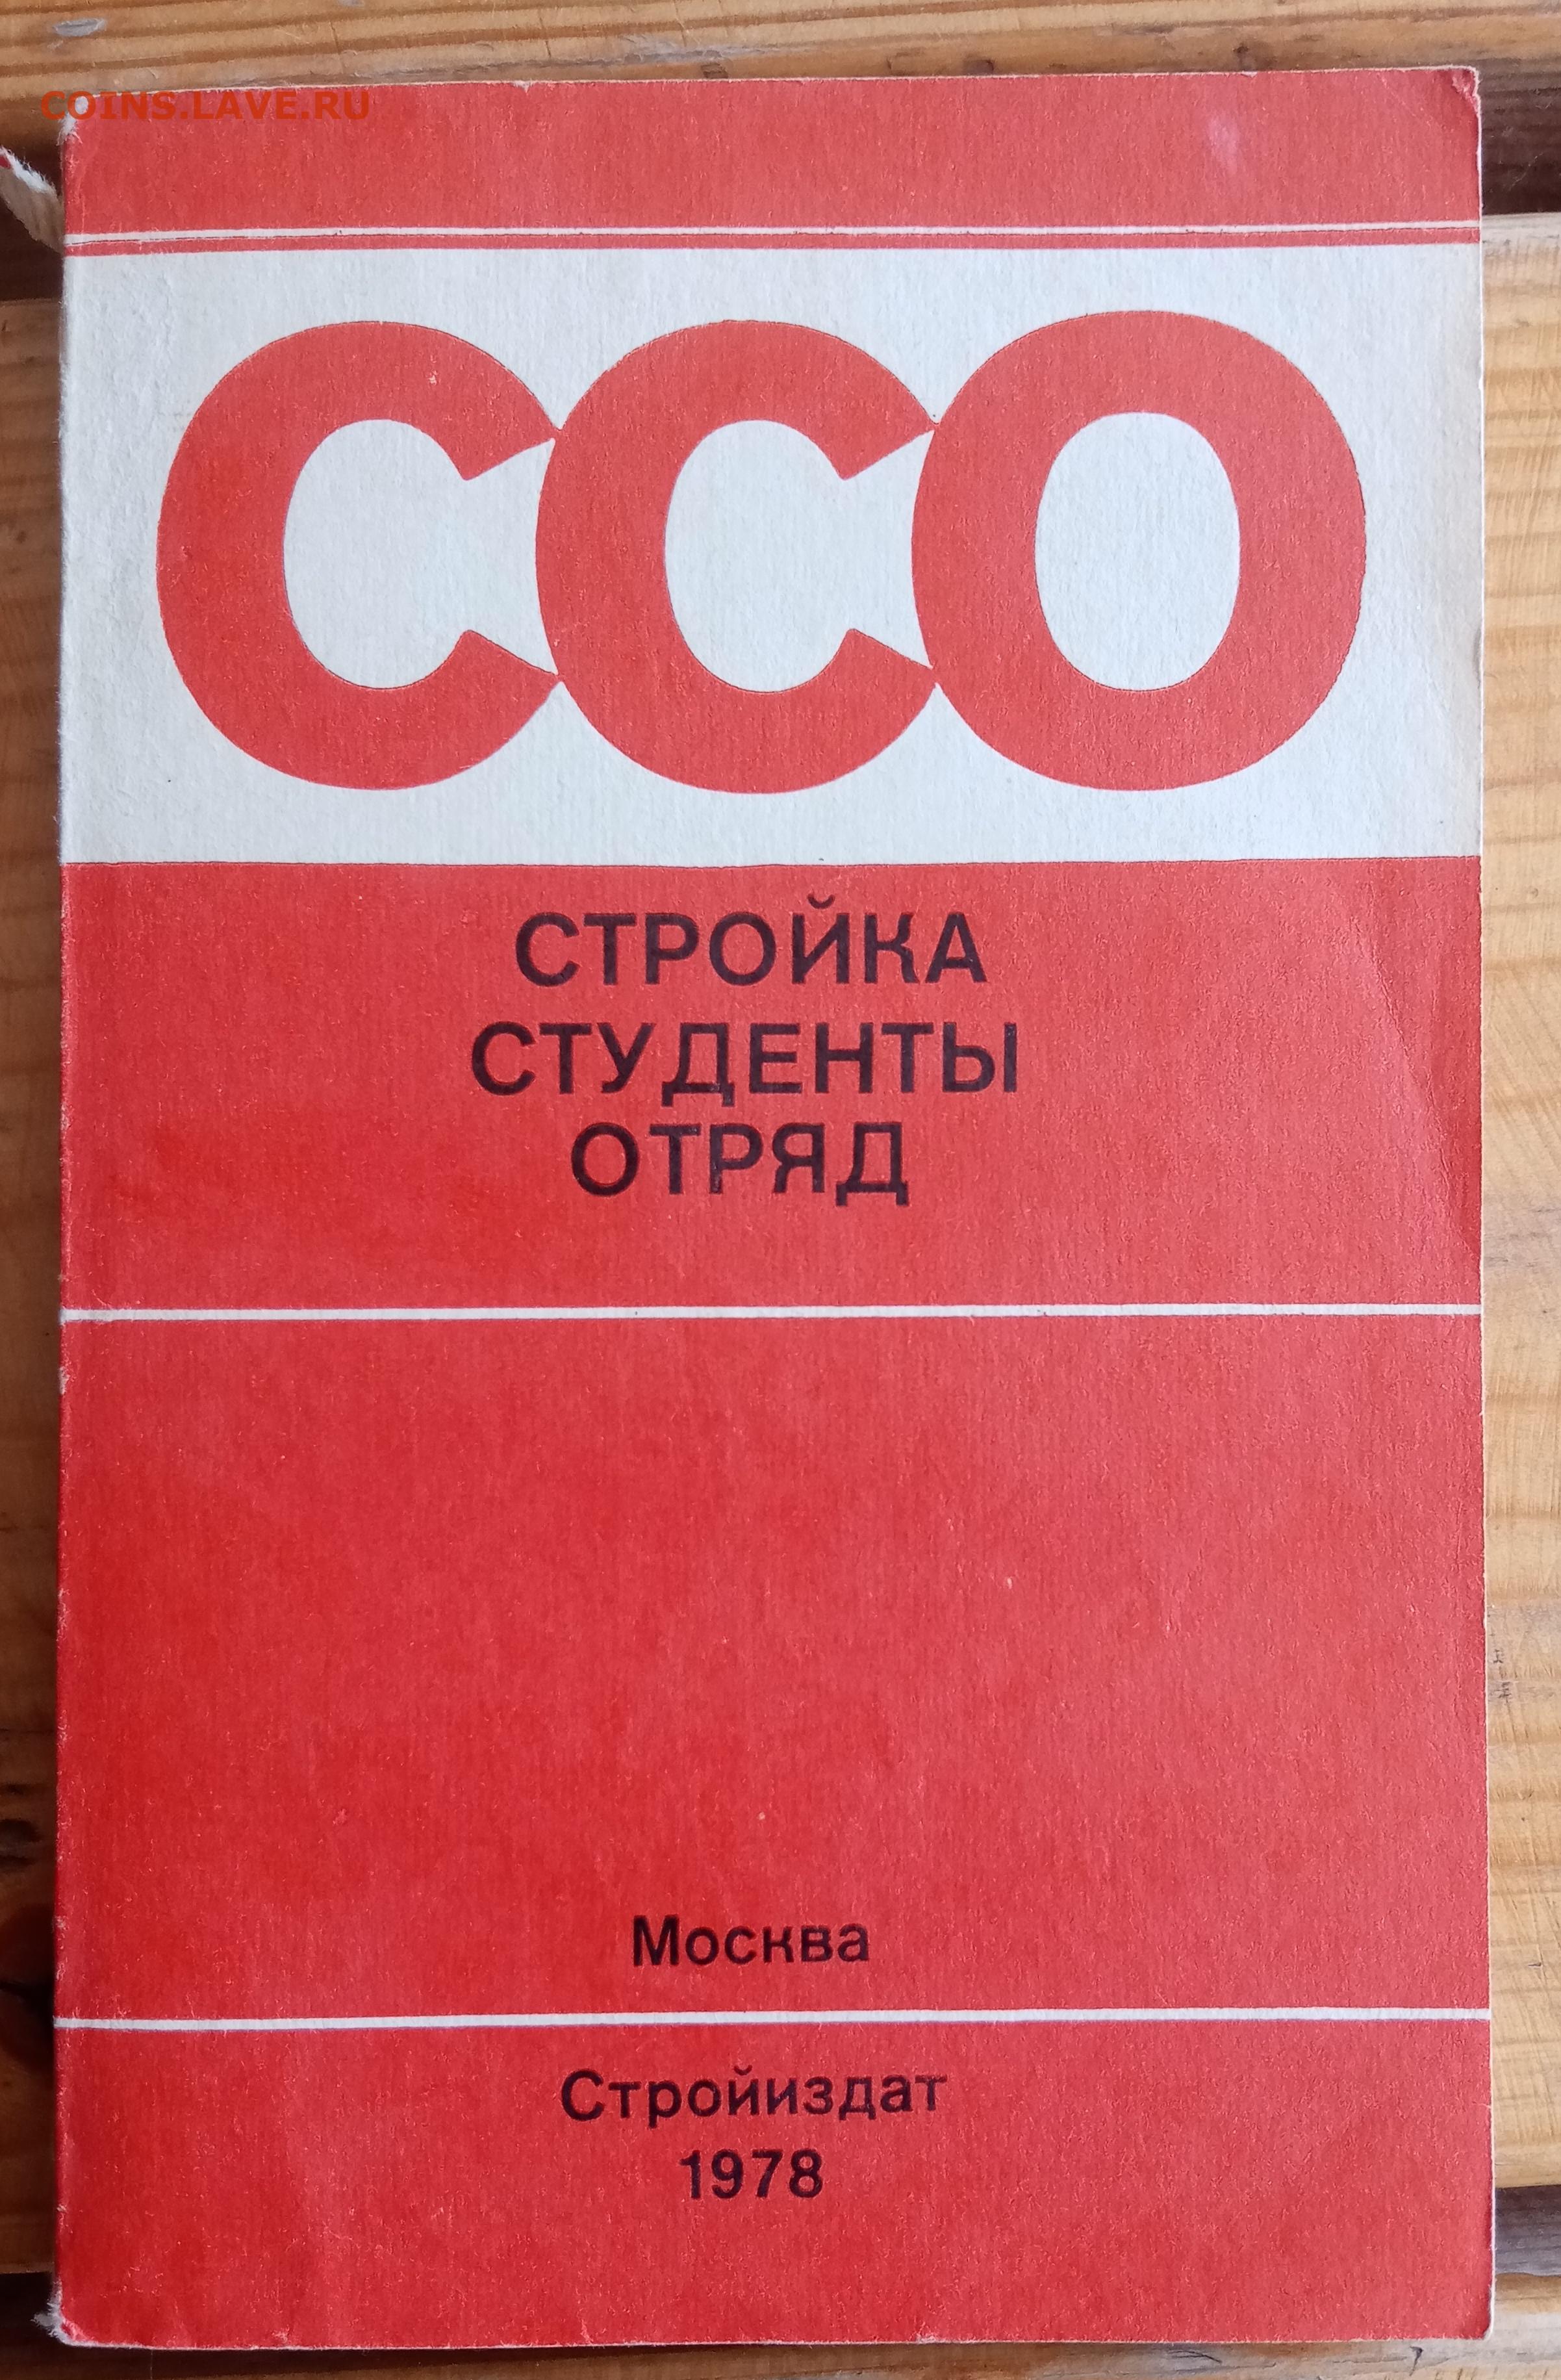 COINS.LAVE.RU
ССО
СТРОЙКА
СТУДЕНТЫ
ОТРЯД
Москва
Стройиздат
1978